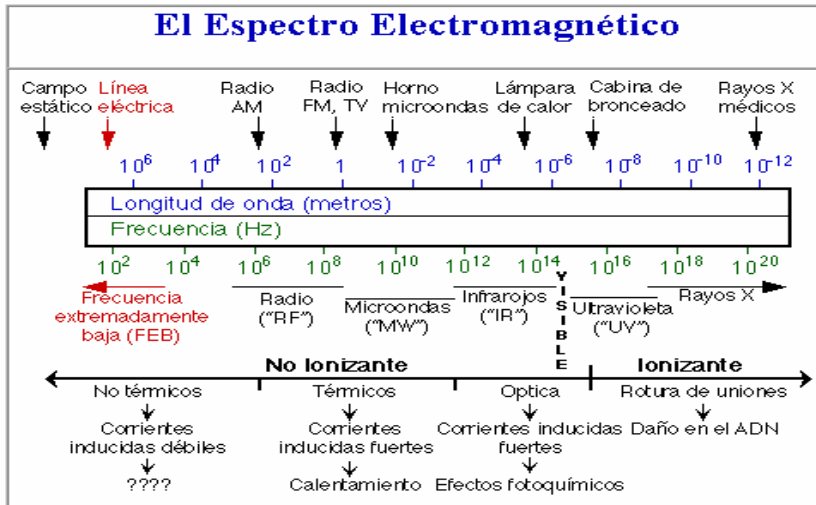 El Espectro Electromagnético
Campo estático
Línea eléctrica
Radio AM
Radio FM, TV
Horno microondas
Lámpara de calor
Cabina de bronceado
Rayos X médicos
10^6 10^4 10^2 1 10^-2 10^-4 10^-6 10^-8 10^-10 10^-12
Longitud de onda (metros)
Frecuencia (Hz)
10^2 10^4 10^6 10^8 10^10 10^12 10^14 10^16 10^18 10^20
Frecuencia extremadamente baja (FEB)
Radio ("RF")
Microondas ("MW")
Infrarojos ("IR")
VISIBLE
Ultravioleta ("UV")
Rayos X
No Ionizante
Ionizante
No térmicos
Corrientes inducidas débiles
????
Térmicos
Corrientes inducidas fuertes
Calentamiento
Optica
Corrientes inducidas fuertes
Efectos fotoquímicos
Rotura de uniones
Daño en el ADN